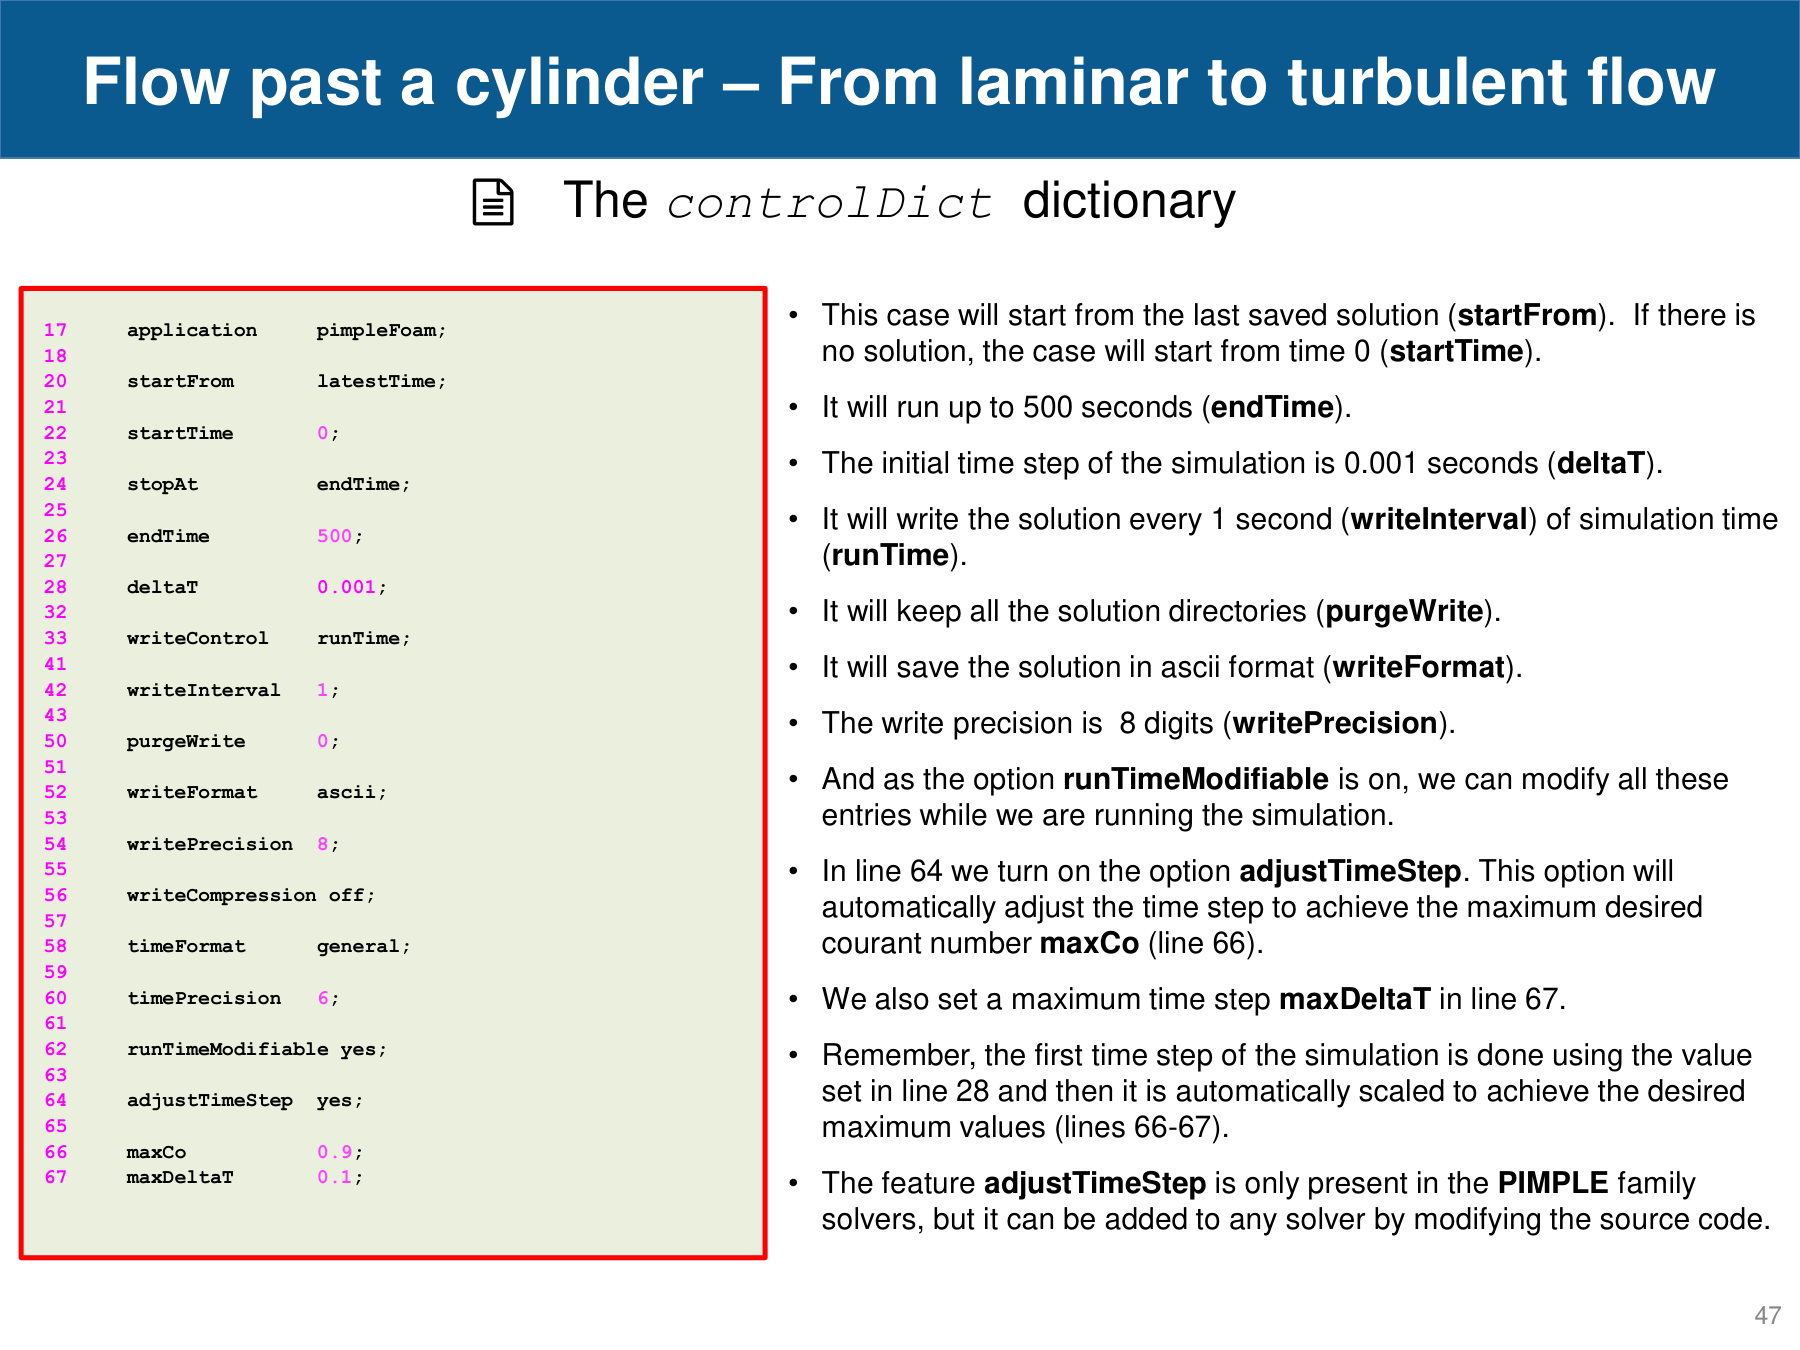 Flow past a cylinder – From laminar to turbulent flow
The controlDict dictionary
17 application pimpleFoam;
18
20 startFrom latestTime;
21
22 startTime 0;
23
24 stopAt endTime;
25
26 endTime 500;
27
28 deltaT 0.001;
32
33 writeControl runTime;
41
42 writeInterval 1;
43
50 purgeWrite 0;
51
52 writeFormat ascii;
53
54 writePrecision 8;
55
56 writeCompression off;
57
58 timeFormat general;
59
60 timePrecision 6;
61
62 runTimeModifiable yes;
63
64 adjustTimeStep yes;
65
66 maxCo 0.9;
67 maxDeltaT 0.1;
• This case will start from the last saved solution (startFrom). If there is
no solution, the case will start from time 0 (startTime).
• It will run up to 500 seconds (endTime).
• The initial time step of the simulation is 0.001 seconds (deltaT).
• It will write the solution every 1 second (writeInterval) of simulation time
(runTime).
• It will keep all the solution directories (purgeWrite).
• It will save the solution in ascii format (writeFormat).
• The write precision is 8 digits (writePrecision).
• And as the option runTimeModifiable is on, we can modify all these
entries while we are running the simulation.
• In line 64 we turn on the option adjustTimeStep. This option will
automatically adjust the time step to achieve the maximum desired
courant number maxCo (line 66).
• We also set a maximum time step maxDeltaT in line 67.
• Remember, the first time step of the simulation is done using the value
set in line 28 and then it is automatically scaled to achieve the desired
maximum values (lines 66-67).
• The feature adjustTimeStep is only present in the PIMPLE family
solvers, but it can be added to any solver by modifying the source code.
47